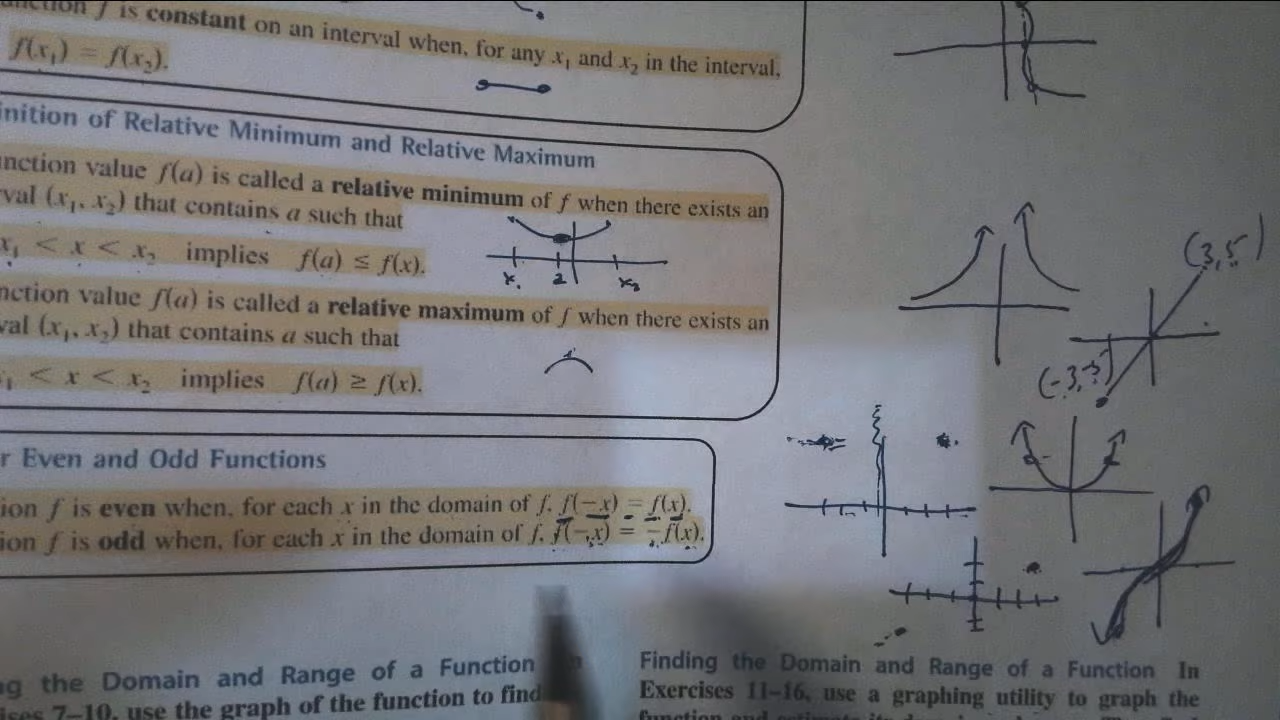 f is constant on an interval when, for any x₁ and x₂ in the interval,
f(x₁) = f(x₂).
of Relative Minimum and Relative Maximum
value f(a) is called a relative minimum of f when there exists an
(x₁, x₂) that contains a such that
x₁ < x < x₂ implies f(a) ≤ f(x).
x₁ 2 x₂
value f(a) is called a relative maximum of f when there exists an
(x₁, x₂) that contains a such that
< x < x₂ implies f(a) ≥ f(x).
(3,5)
(-3,-5)
Even and Odd Functions
f is even when, for each x in the domain of f, f(−x) = f(x).
f is odd when, for each x in the domain of f, f(−x) = −f(x).
the Domain and Range of a Function
7–10, use the graph of the function to find
Finding the Domain and Range of a Function In
Exercises 11–16, use a graphing utility to graph the